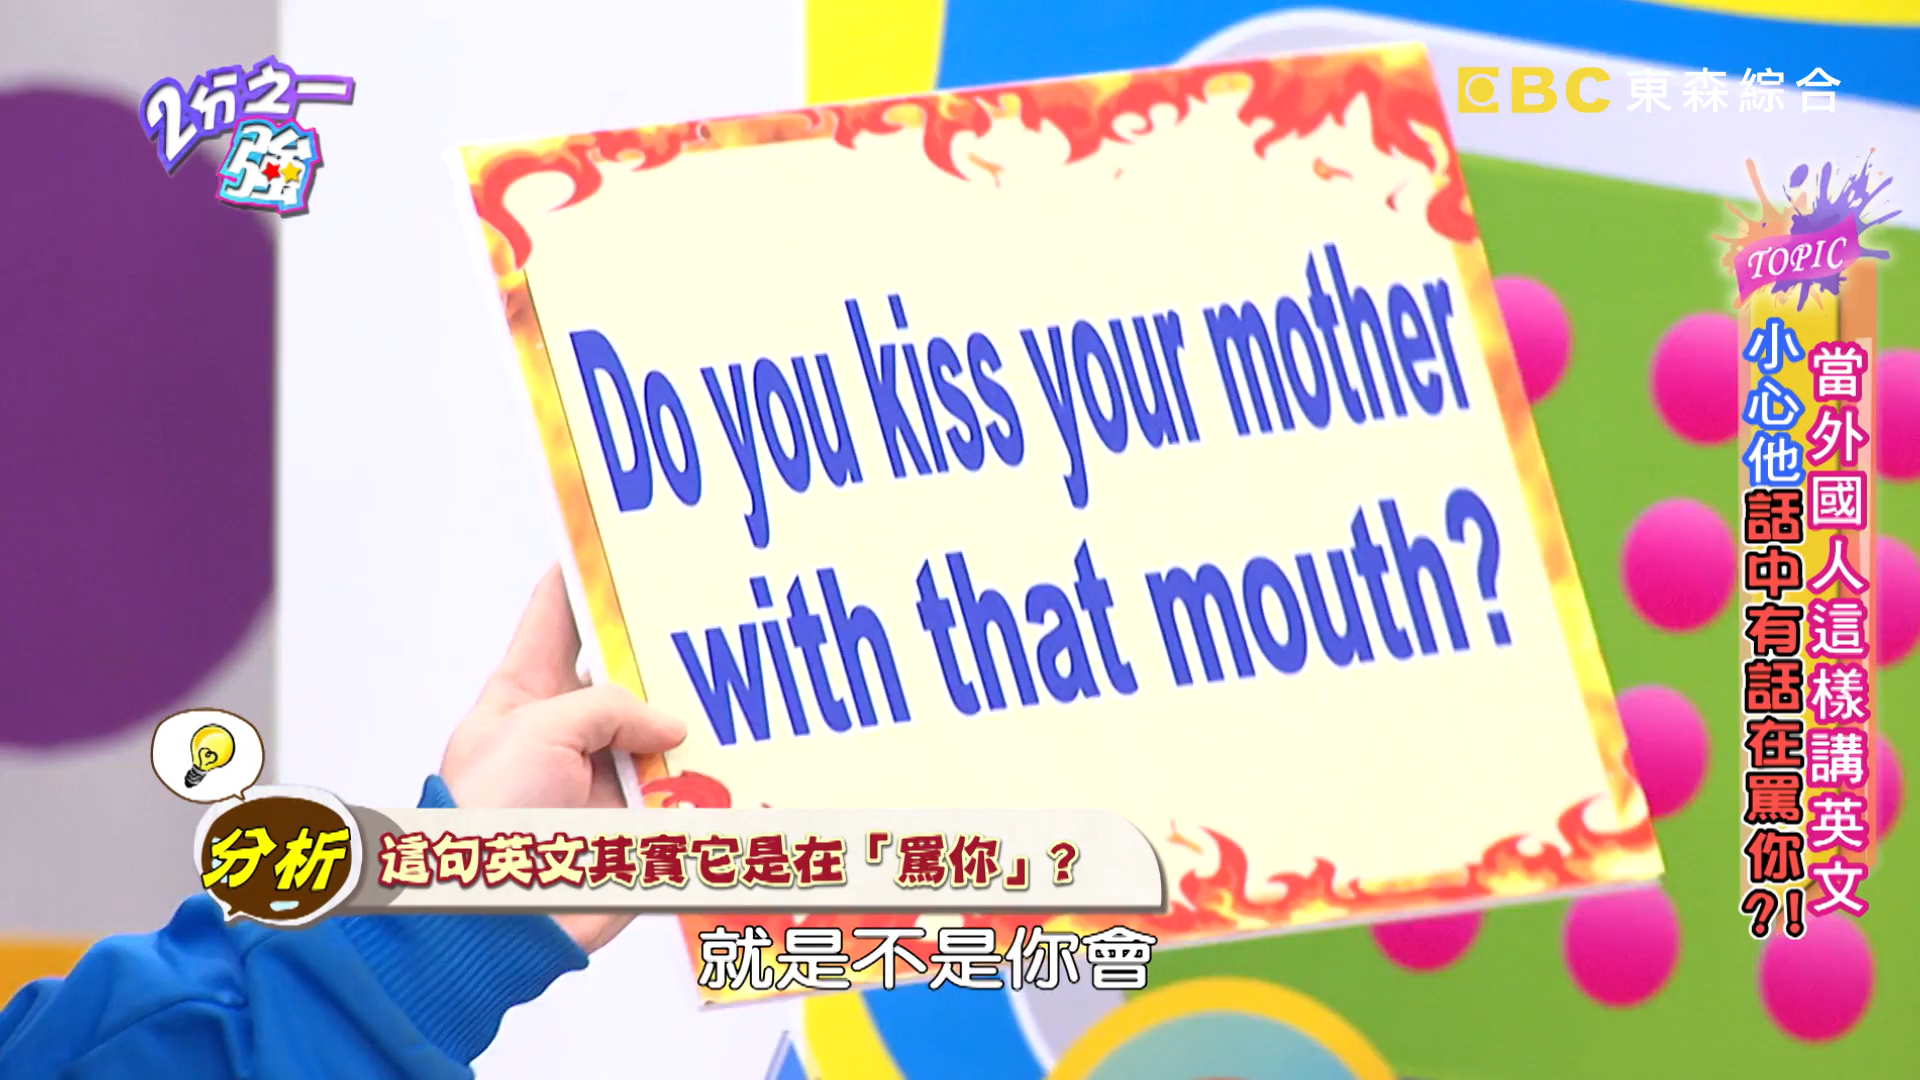 2分之一
強
EBC 東森綜合
TOPIC
當外國人這樣講英文
小心他話中有話在罵你?!
Do you kiss your mother
with that mouth?
分析
這句英文其實它是在「罵你」?
就是不是你會